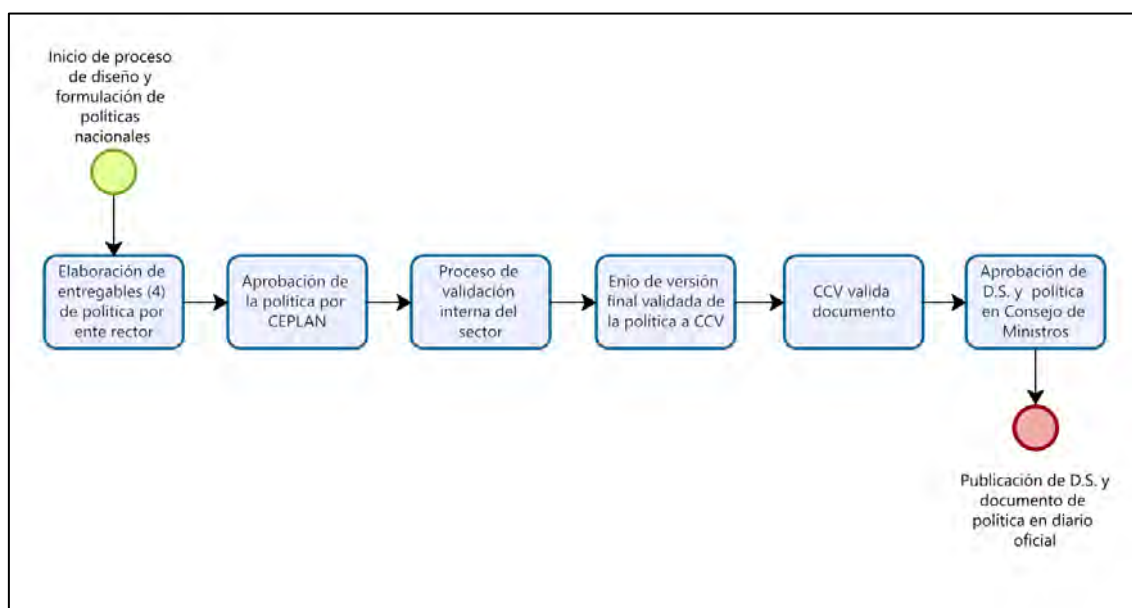 Inicio de proceso
de diseño y
formulación de
políticas
nacionales
Elaboración de
entregables (4)
de política por
ente rector
Aprobación de
la política por
CEPLAN
Proceso de
validación
interna del
sector
Enío de versión
final validada de
la política a CCV
CCV valida
documento
Aprobación de
D.S. y política
en Consejo de
Ministros
Publicación de D.S. y
documento de
política en diario
oficial